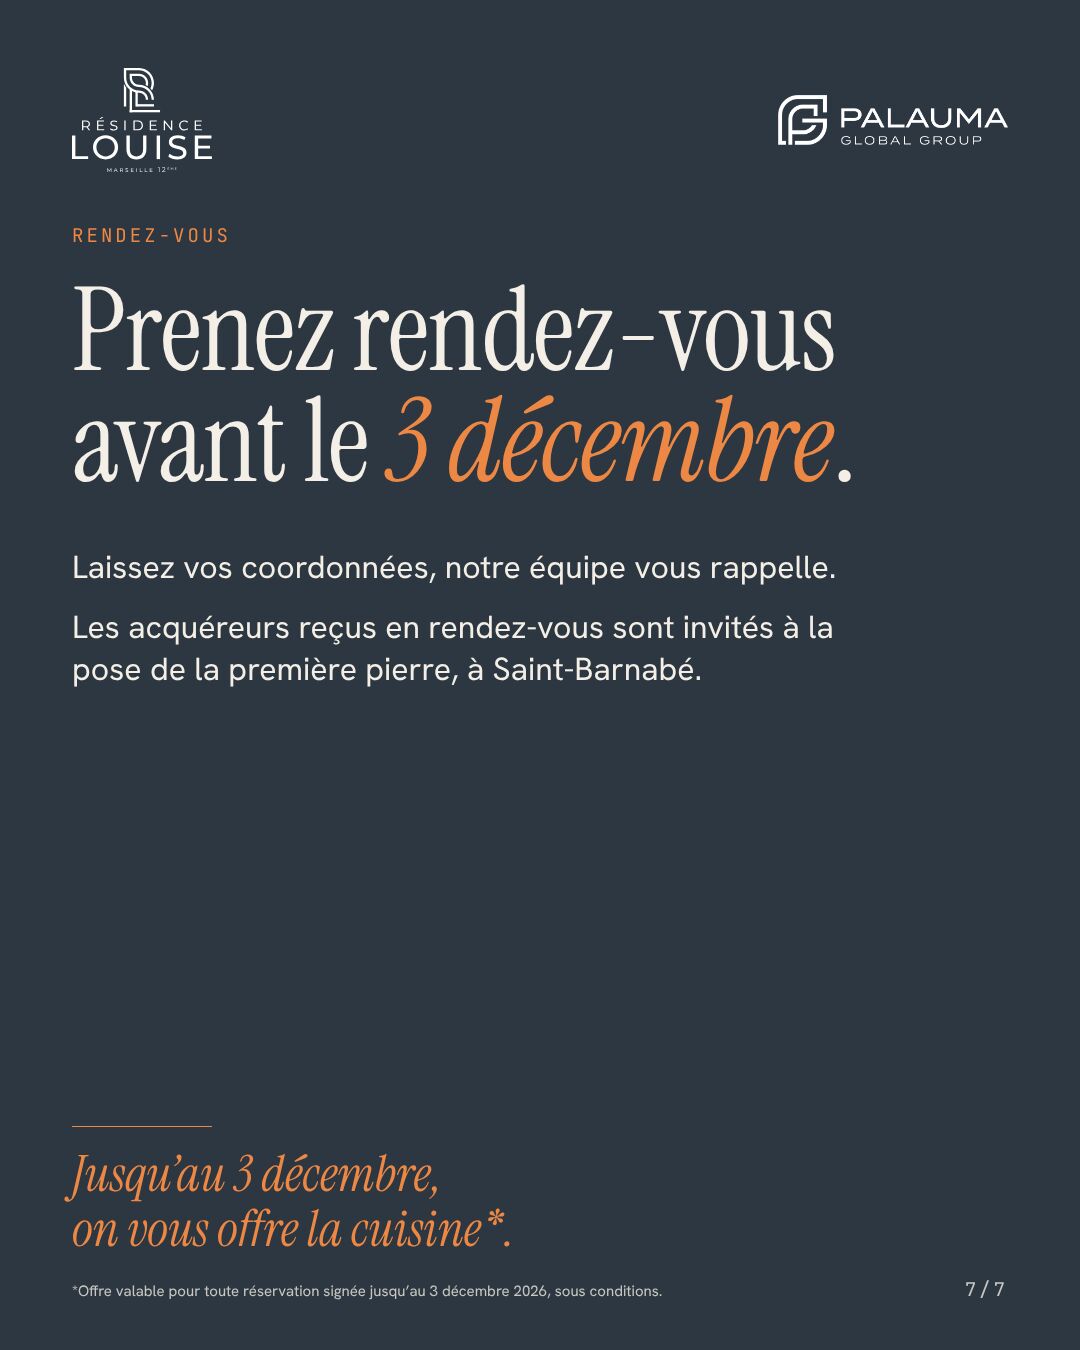 RÉSIDENCE
LOUISE
MARSEILLE 12ÈME
PALAUMA
GLOBAL GROUP
RENDEZ-VOUS
Prenez rendez-vous
avant le 3 décembre.
Laissez vos coordonnées, notre équipe vous rappelle.
Les acquéreurs reçus en rendez-vous sont invités à la
pose de la première pierre, à Saint-Barnabé.
Jusqu’au 3 décembre,
on vous offre la cuisine*.
*Offre valable pour toute réservation signée jusqu’au 3 décembre 2026, sous conditions.
7 / 7